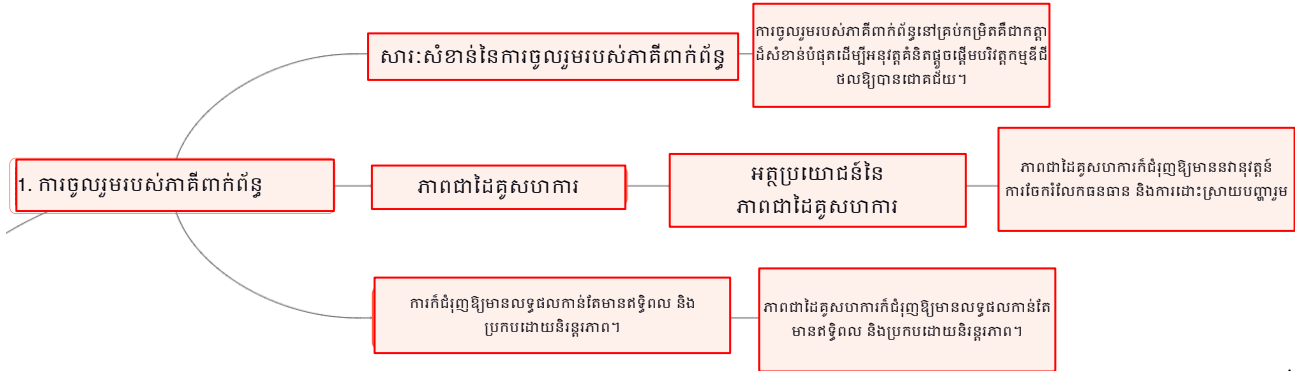 ការចូលរួមរបស់ភាគីពាក់ព័ន្ធនៅគ្រប់កម្រិតគឺជាកត្តា
ដ៏សំខាន់បំផុតដើម្បីអនុវត្តគំនិតផ្តួចផ្តើមបរិវត្តកម្មឌីជី
ថលឱ្យបានជោគជ័យ។
សារៈសំខាន់នៃការចូលរួមរបស់ភាគីពាក់ព័ន្ធ
1. ការចូលរួមរបស់ភាគីពាក់ព័ន្ធ
ភាពជាដៃគូសហការ
អត្ថប្រយោជន៍នៃ
ភាពជាដៃគូសហការ
ភាពជាដៃគូសហការក៏ជំរុញឱ្យមាននវានុវត្តន៍
ការចែករំលែកធនធាន និងការដោះស្រាយបញ្ហារួម
ការក៏ជំរុញឱ្យមានលទ្ធផលកាន់តែមានឥទ្ធិពល និង
ប្រកបដោយនិរន្តរភាព។
ភាពជាដៃគូសហការក៏ជំរុញឱ្យមានលទ្ធផលកាន់តែ
មានឥទ្ធិពល និងប្រកបដោយនិរន្តរភាព។